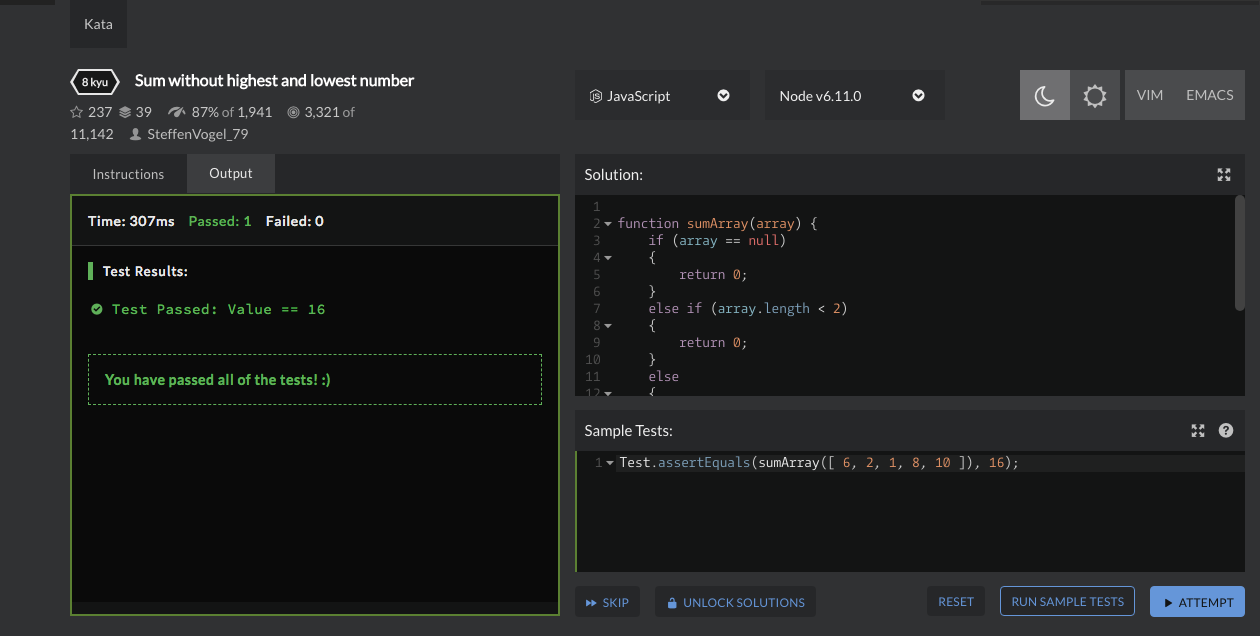 Kata
8 kyu Sum without highest and lowest number
237 39 87% of 1,941 3,321 of
11,142 SteffenVogel_79
JavaScript
Node v6.11.0
VIM EMACS
Instructions Output
Time: 307ms Passed: 1 Failed: 0
Test Results:
Test Passed: Value == 16
You have passed all of the tests! :)
Solution:
1
2 function sumArray(array) {
3 if (array == null)
4 {
5 return 0;
6 }
7 else if (array.length < 2)
8 {
9 return 0;
10 }
11 else
12 {
Sample Tests:
1 Test.assertEquals(sumArray([ 6, 2, 1, 8, 10 ]), 16);
SKIP UNLOCK SOLUTIONS RESET RUN SAMPLE TESTS ATTEMPT